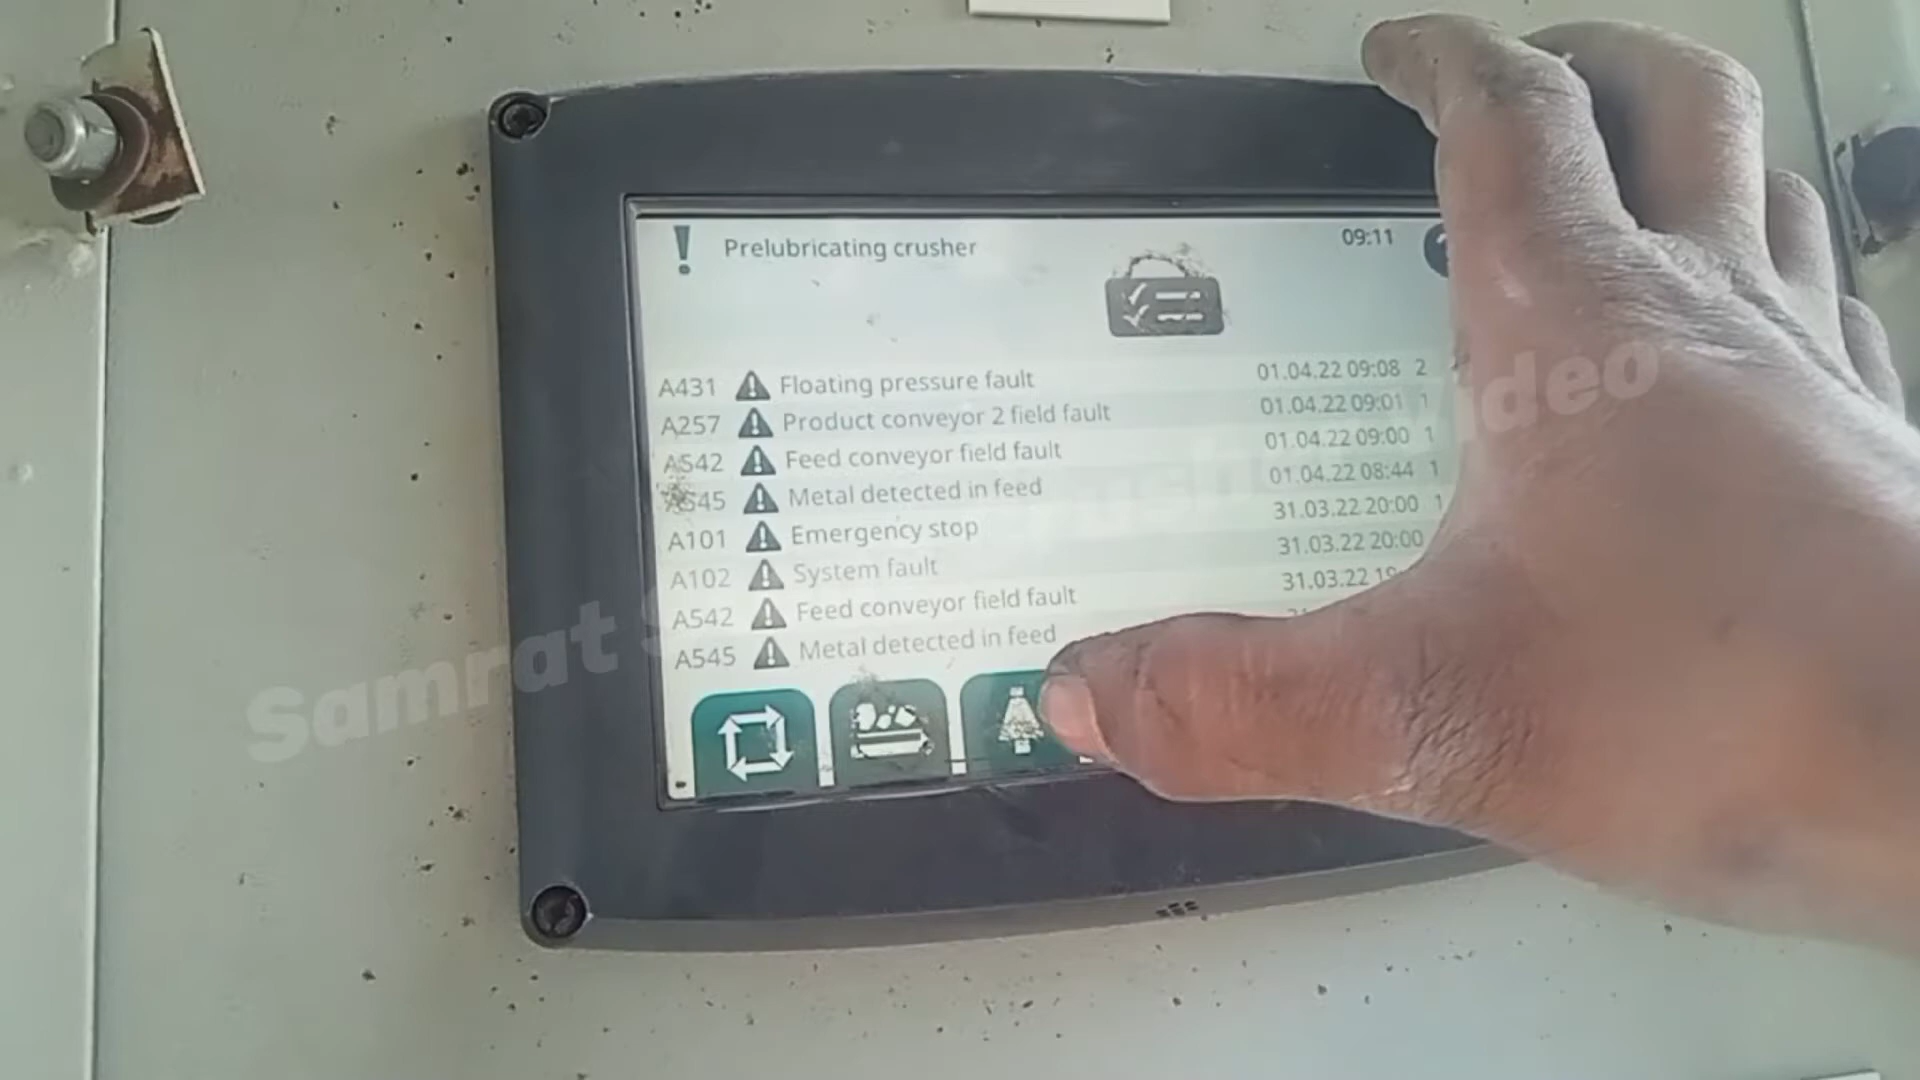 Prelubricating crusher 09:11
A431 Floating pressure fault 01.04.22 09:08 2
A257 Product conveyor 2 field fault 01.04.22 09:01 1
A542 Feed conveyor field fault 01.04.22 09:00 1
A545 Metal detected in feed 01.04.22 08:44 1
A101 Emergency stop 31.03.22 20:00 1
A102 System fault 31.03.22 20:00
A542 Feed conveyor field fault 31.03.22
A545 Metal detected in feed
Samrat